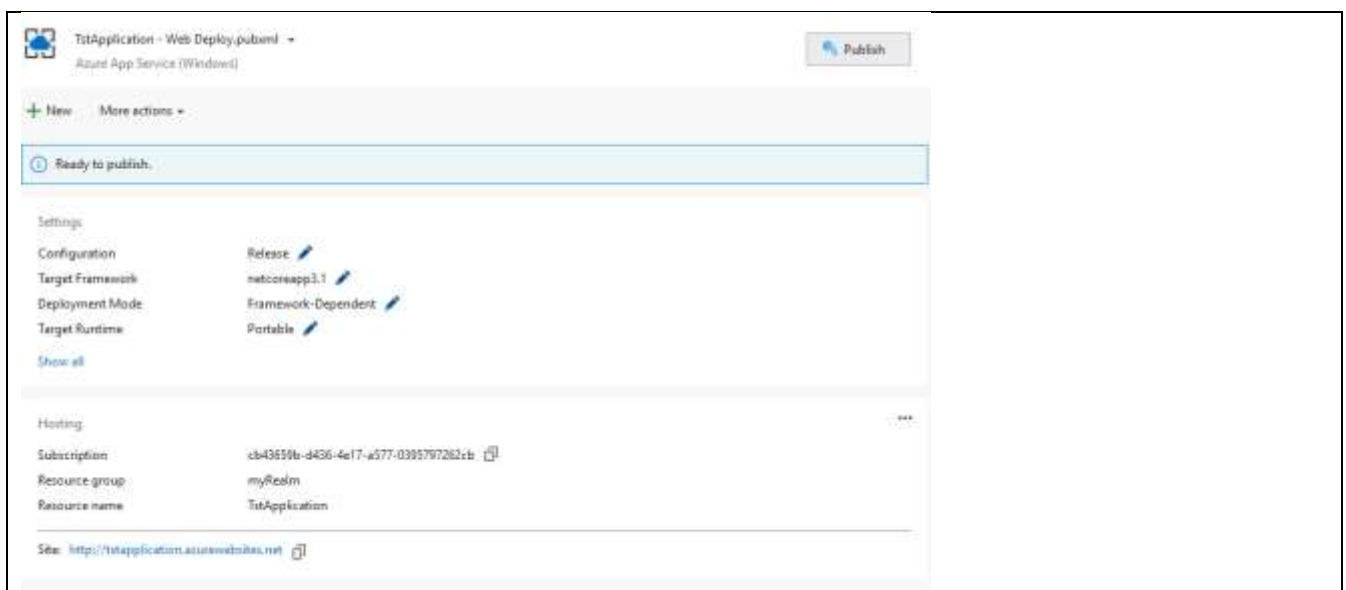 TstApplication - Web Deploy.pubxml
Publish
Azure App Service (Windows)
New More actions
Ready to publish.
Settings
Configuration Release
Target Framework netcoreapp3.1
Deployment Mode Framework-Dependent
Target Runtime Portable
Show all
Hosting
Subscription cb43659b-d436-4e17-a577-0395797262cb
Resource group myRealm
Resource name TstApplication
Site: http://tstapplication.azurewebsites.net